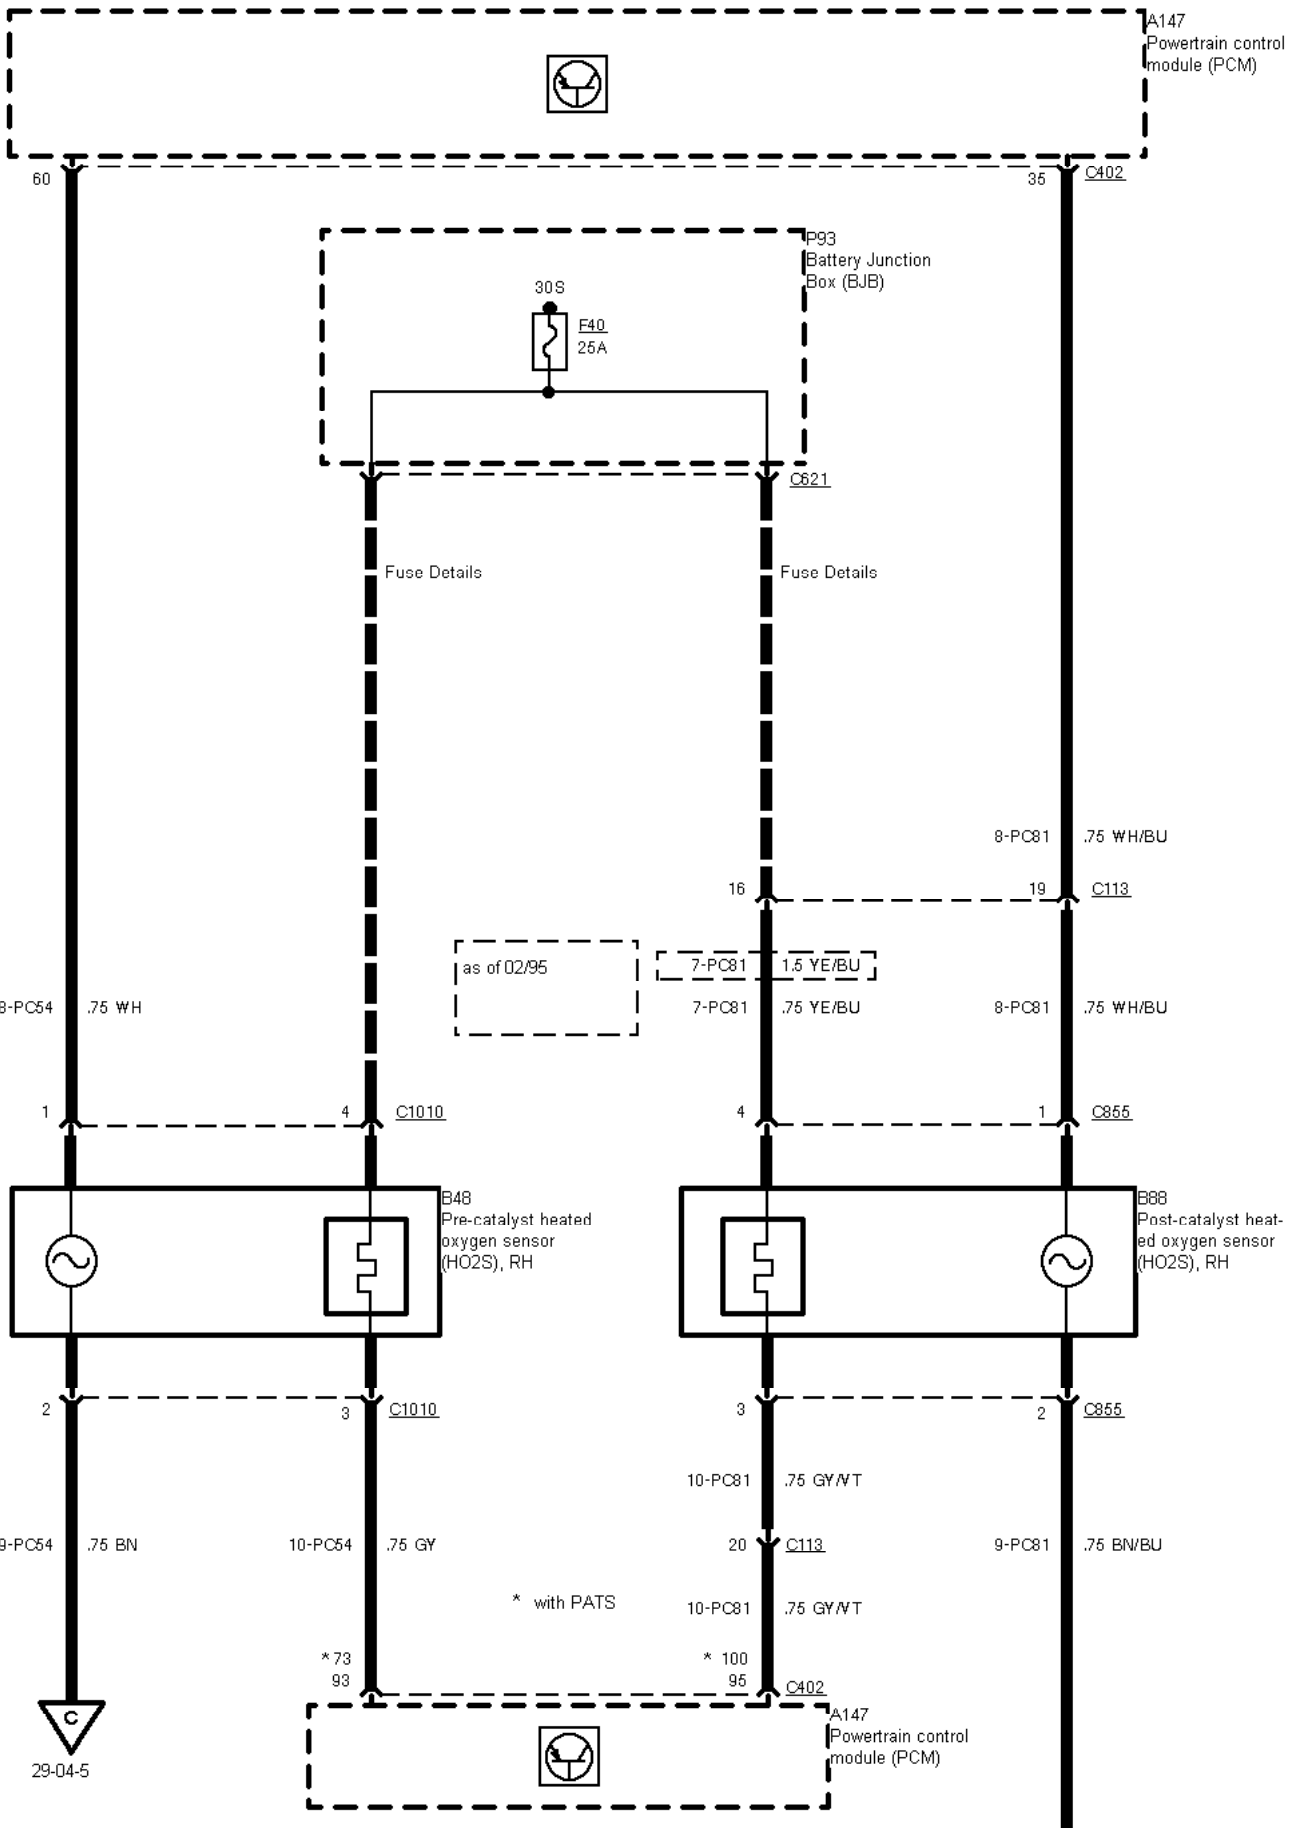 A147
Powertrain control
module (PCM)
60
35
C402
P93
Battery Junction
Box (BJB)
30S
F40
25A
C621
Fuse Details
Fuse Details
8-PC81
.75 WH/BU
16
19
C113
as of 02/95
7-PC81
1.5 YE/BU
8-PC54
.75 WH
7-PC81
.75 YE/BU
8-PC81
.75 WH/BU
1
4
C1010
4
1
C855
B48
Pre-catalyst heated
oxygen sensor
(HO2S), RH
B88
Post-catalyst heat-
ed oxygen sensor
(HO2S), RH
2
3
C1010
3
2
C855
10-PC81
.75 GY/VT
9-PC54
.75 BN
10-PC54
.75 GY
20
C113
9-PC81
.75 BN/BU
* with PATS
10-PC81
.75 GY/VT
*73
93
* 100
95
C402
C
29-04-5
A147
Powertrain control
module (PCM)